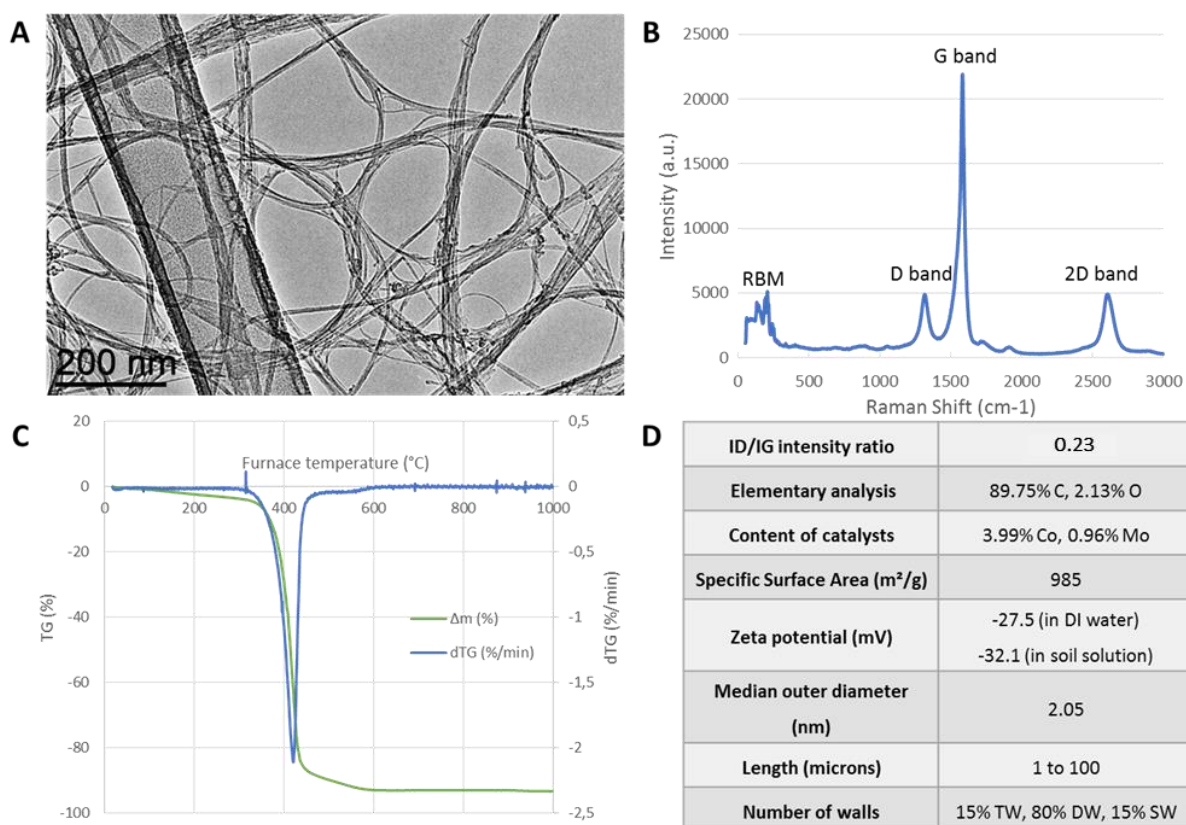 A
200 nm
B
25000
20000
15000
10000
5000
0
Intensity (a.u.)
RBM
D band
G band
2D band
0 500 1000 1500 2000 2500 3000
Raman Shift (cm-1)
C
20
0
-20
-40
-60
-80
-100
TG (%)
Furnace temperature (°C)
0 200 400 600 800 1000
Δm (%)
dTG (%/min)
0,5
0
-0,5
-1
-1,5
-2
-2,5
dTG (%/min)
D
ID/IG intensity ratio 0.23
Elementary analysis 89.75% C, 2.13% O
Content of catalysts 3.99% Co, 0.96% Mo
Specific Surface Area (m²/g) 985
Zeta potential (mV) -27.5 (in DI water)
-32.1 (in soil solution)
Median outer diameter
(nm) 2.05
Length (microns) 1 to 100
Number of walls 15% TW, 80% DW, 15% SW